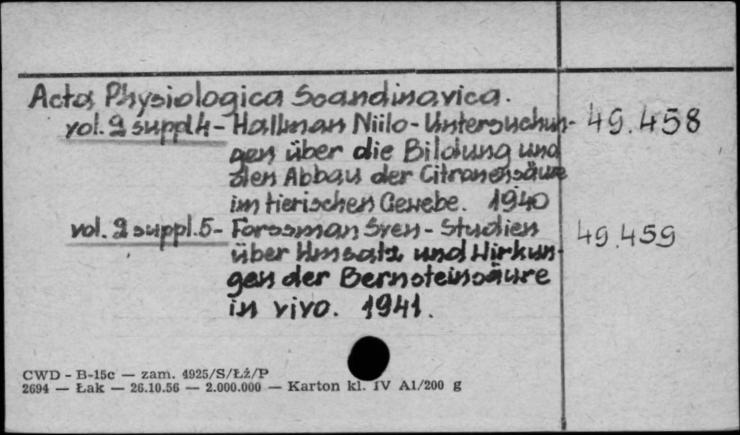 Acta Physiologica Scandinavica.
vol. 2 suppl. 4 - Hallman Niilo - Untersuchun- 49.458
gen über die Bildung und
den Abbau der Citronensäure
im tierischen Gewebe. 1940
vol. 2 suppl. 5 - Forssman Sven - Studien 49.459
über Umsatz und Wirkun-
gen der Bernsteinsäure
in vivo. 1941.
CWD - B-15c — zam. 4925/S/Łż/P
2694 — Łak — 26.10.56 — 2.000.000 — Karton kl. IV A1/200 g